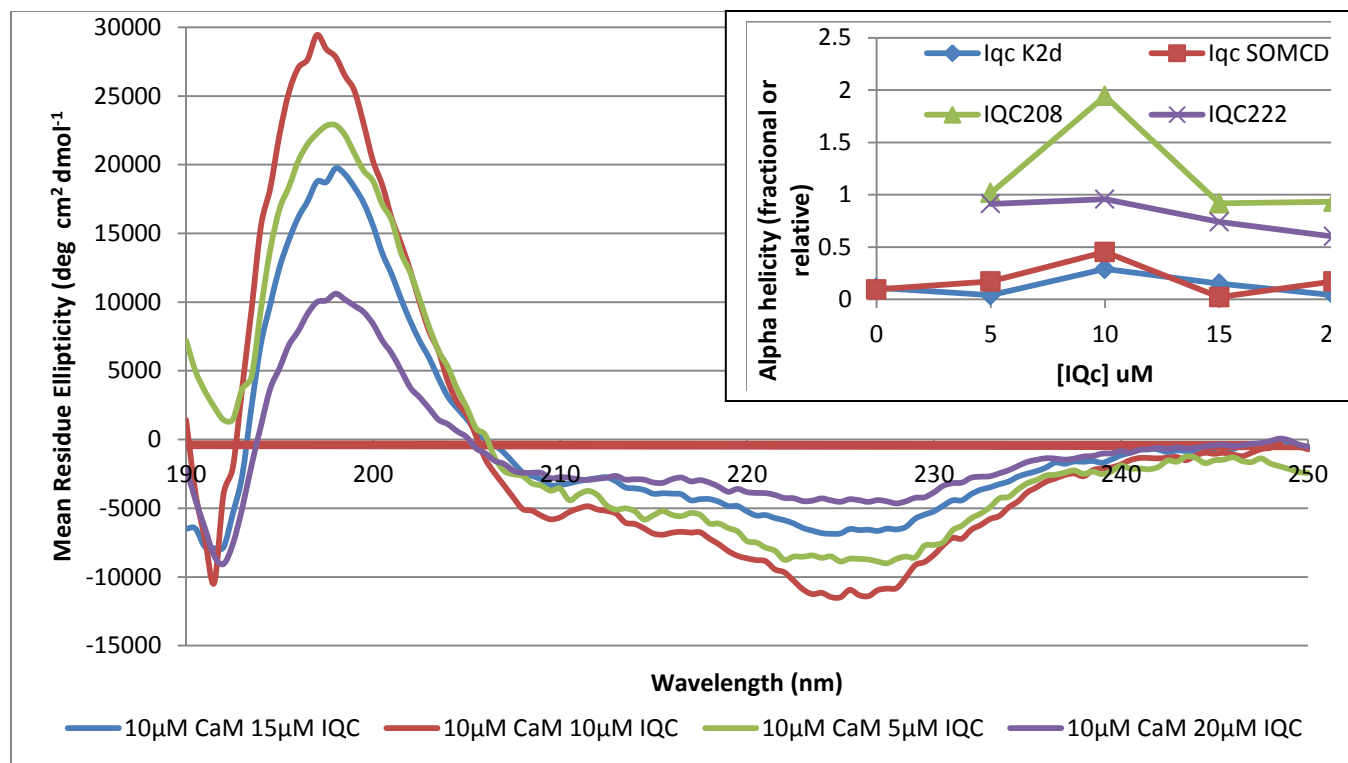 30000
25000
20000
15000
10000
5000
0
-5000
-10000
-15000
Mean Residue Ellipticity (deg cm² dmol⁻¹
190
200
210
220
230
240
250
Wavelength (nm)
10µM CaM 15µM IQC
10µM CaM 10µM IQC
10µM CaM 5µM IQC
10µM CaM 20µM IQC
2.5
2
1.5
1
0.5
0
Alpha helicity (fractional or
relative)
Iqc K2d
Iqc SOMCD
IQC208
IQC222
0
5
10
15
2
[IQc] uM